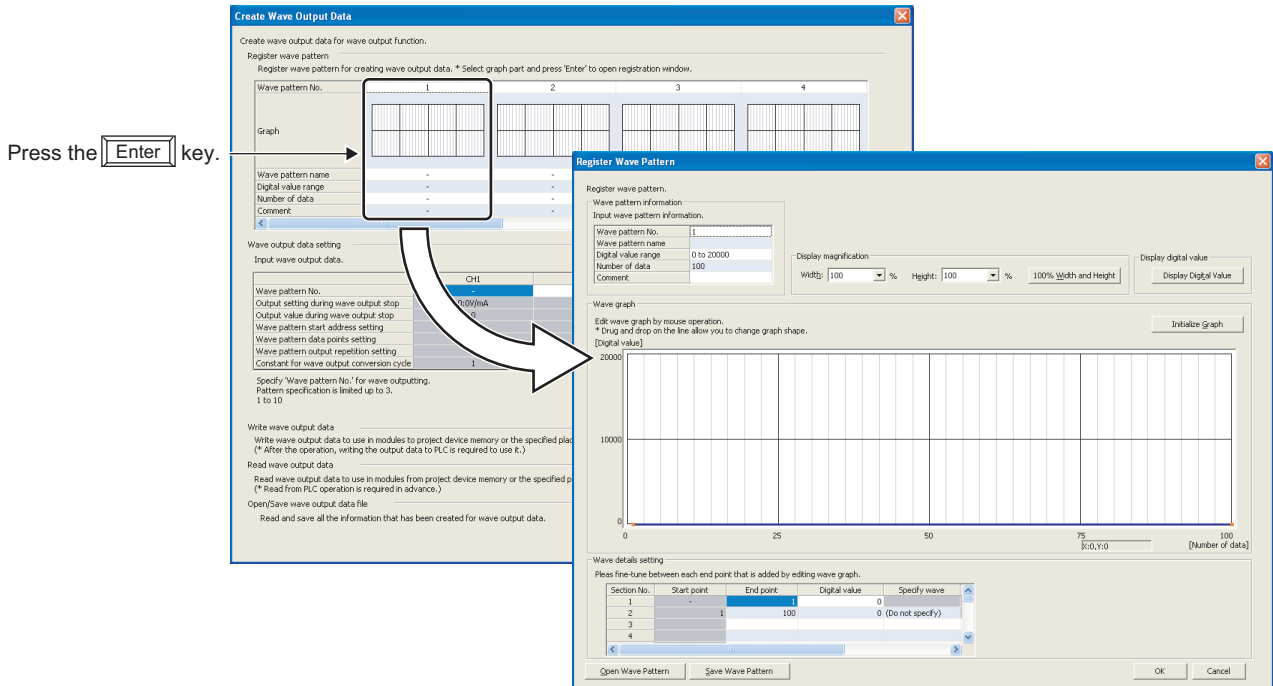 Press the Enter key.
Create Wave Output Data
Create wave output data for wave output function.
Register wave pattern
Register wave pattern for creating wave output data. * Select graph part and press 'Enter' to open registration window.
Wave pattern No. 1 2 3 4
Graph
Wave pattern name - -
Digital value range - -
Number of data - -
Comment - -
Wave output data setting
Input wave output data.
CH1
Wave pattern No. -
Output setting during wave output stop 0:0V/mA
Output value during wave output stop 0
Wave pattern start address setting
Wave pattern data points setting
Wave pattern output repetition setting
Constant for wave output conversion cycle 1
Specify 'Wave pattern No.' for wave outputting.
Pattern specification is limited up to 3.
1 to 10
Write wave output data
Write wave output data to use in modules to project device memory or the specified plac
(* After the operation, writing the output data to PLC is required to use it.)
Read wave output data
Read wave output data to use in modules from project device memory or the specified p
(* Read from PLC operation is required in advance.)
Open/Save wave output data file
Read and save all the information that has been created for wave output data.
Register Wave Pattern
Register wave pattern.
Wave pattern information
Input wave pattern information.
Wave pattern No. 1
Wave pattern name
Digital value range 0 to 20000
Number of data 100
Comment
Display magnification
Width: 100 % Height: 100 % 100% Width and Height
Display digital value
Display Digital Value
Wave graph
Edit wave graph by mouse operation.
* Drug and drop on the line allow you to change graph shape.
Initialize Graph
[Digital value]
20000
10000
0
0 25 50 75 100
X:0,Y:0 [Number of data]
Wave details setting
Pleas fine-tune between each end point that is added by editing wave graph.
Section No. Start point End point Digital value Specify wave
1 - 1 0
2 1 100 0 (Do not specify)
3
4
Open Wave Pattern Save Wave Pattern OK Cancel